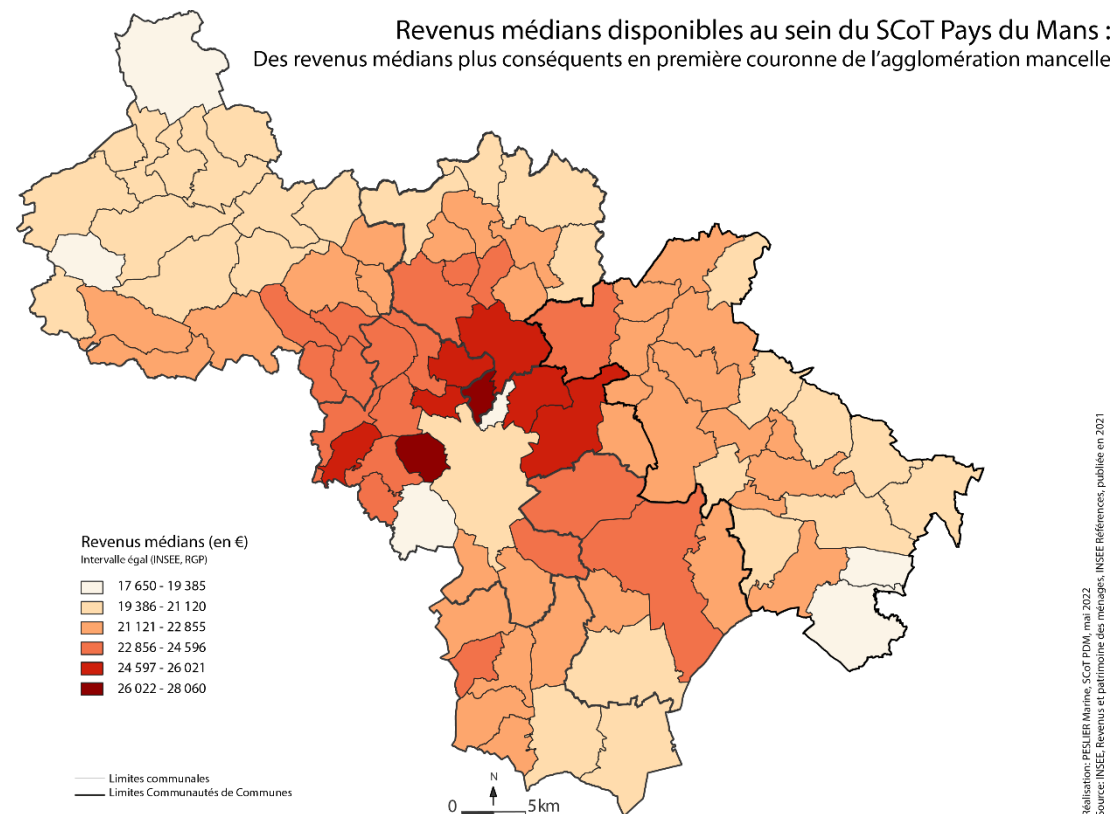 Revenus médians disponibles au sein du SCoT Pays du Mans :
Des revenus médians plus conséquents en première couronne de l'agglomération mancelle
Revenus médians (en €)
Intervalle égal (INSEE, RGP)
17 650 - 19 385
19 386 - 21 120
21 121 - 22 855
22 856 - 24 596
24 597 - 26 021
26 022 - 28 060
Limites communales
Limites Communautés de Communes
N
0 5km
Réalisation: PESLIER Marine, SCoT PDM, mai 2022
Source: INSEE, Revenus et patrimoine des ménages, INSEE Références, publiée en 2021